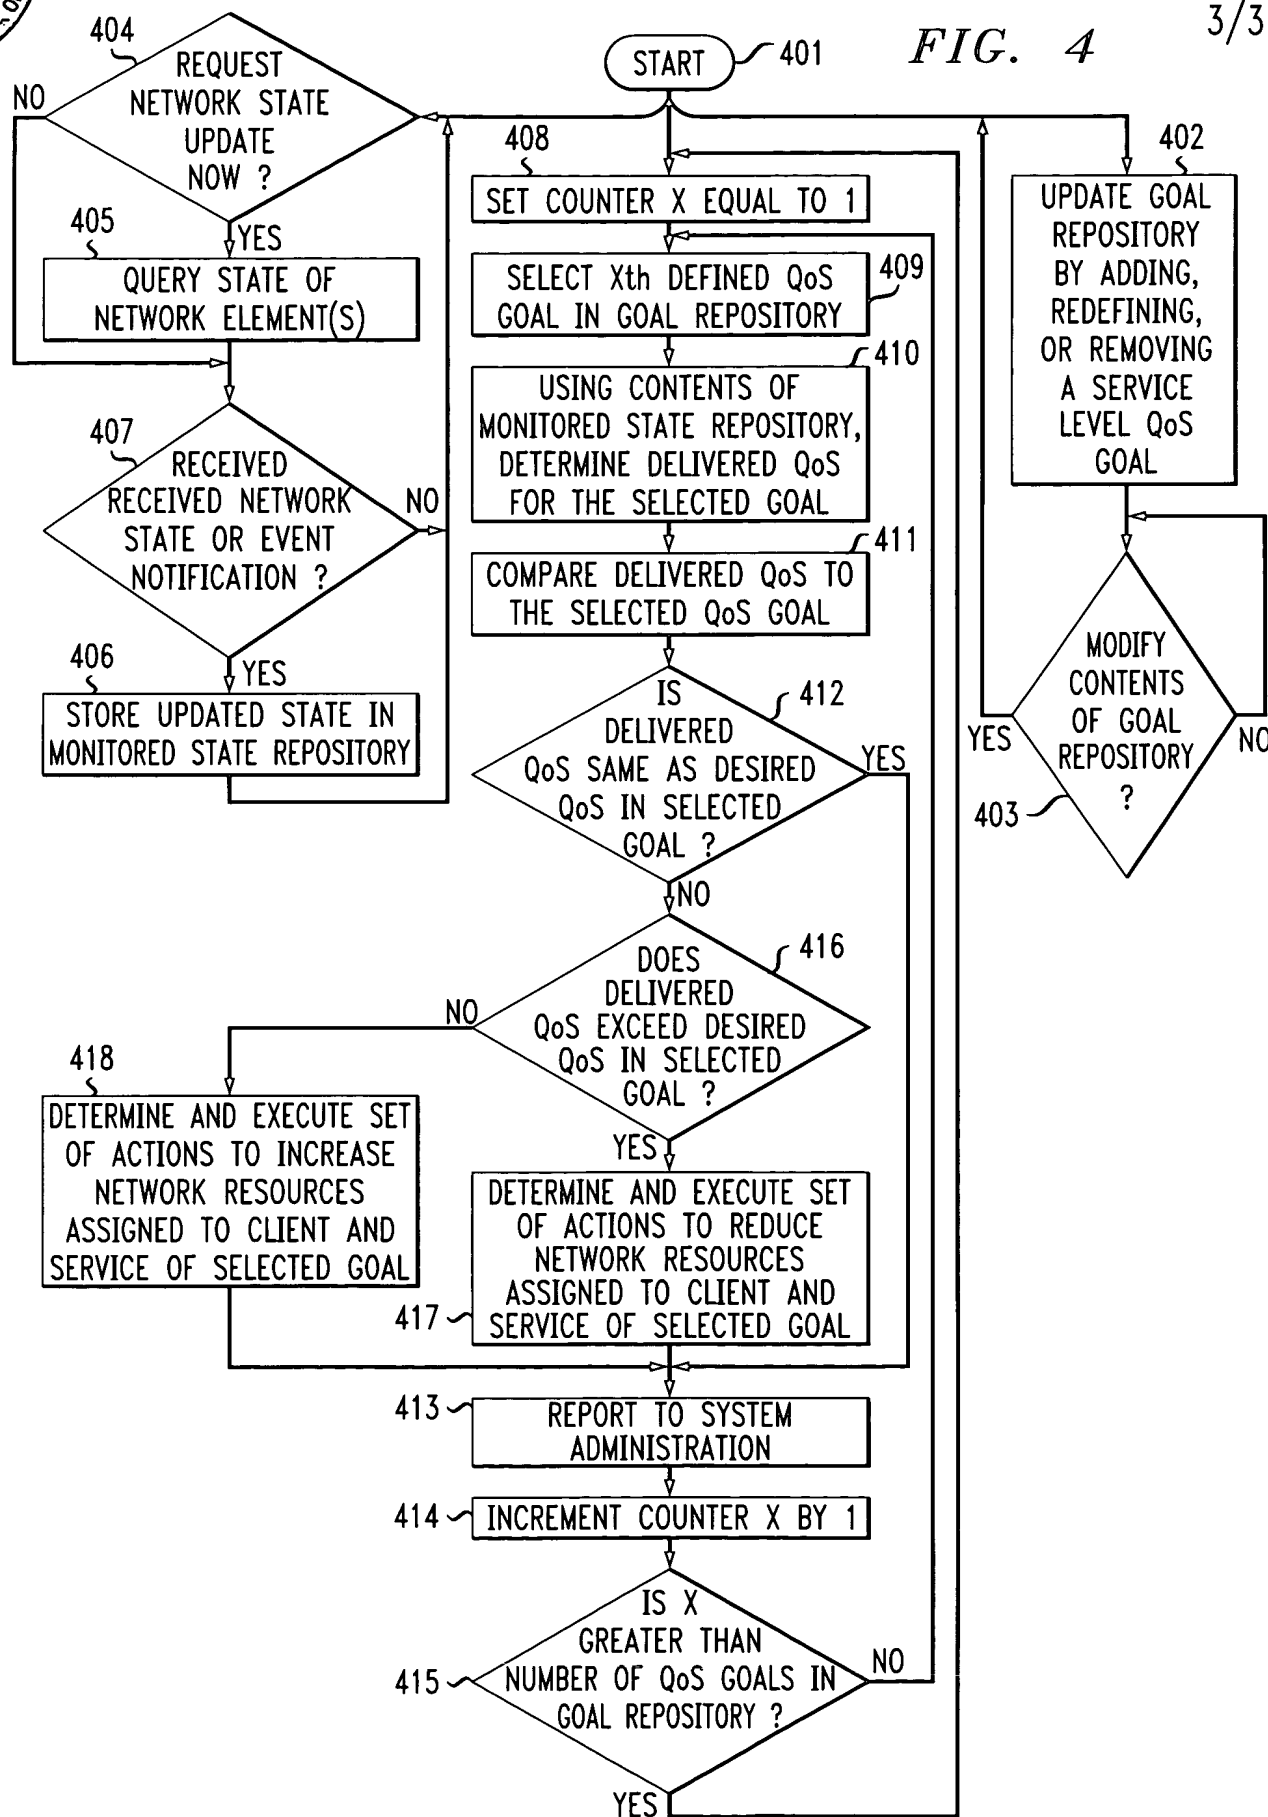 3/3
FIG. 4
START
401
404
REQUEST
NETWORK STATE
UPDATE
NOW ?
NO
YES
405
QUERY STATE OF
NETWORK ELEMENT(S)
407
RECEIVED
RECEIVED NETWORK
STATE OR EVENT
NOTIFICATION ?
NO
YES
406
STORE UPDATED STATE IN
MONITORED STATE REPOSITORY
408
SET COUNTER X EQUAL TO 1
SELECT Xth DEFINED QoS
GOAL IN GOAL REPOSITORY
409
410
USING CONTENTS OF
MONITORED STATE REPOSITORY,
DETERMINE DELIVERED QoS
FOR THE SELECTED GOAL
411
COMPARE DELIVERED QoS TO
THE SELECTED QoS GOAL
412
IS
DELIVERED
QoS SAME AS DESIRED
QoS IN SELECTED
GOAL ?
YES
NO
416
DOES
DELIVERED
QoS EXCEED DESIRED
QoS IN SELECTED
GOAL ?
NO
YES
418
DETERMINE AND EXECUTE SET
OF ACTIONS TO INCREASE
NETWORK RESOURCES
ASSIGNED TO CLIENT AND
SERVICE OF SELECTED GOAL
DETERMINE AND EXECUTE SET
OF ACTIONS TO REDUCE
NETWORK RESOURCES
ASSIGNED TO CLIENT AND
SERVICE OF SELECTED GOAL
417
413
REPORT TO SYSTEM
ADMINISTRATION
414
INCREMENT COUNTER X BY 1
415
IS X
GREATER THAN
NUMBER OF QoS GOALS IN
GOAL REPOSITORY ?
NO
YES
402
UPDATE GOAL
REPOSITORY
BY ADDING,
REDEFINING,
OR REMOVING
A SERVICE
LEVEL QoS
GOAL
MODIFY
CONTENTS
OF GOAL
REPOSITORY
?
YES
NO
403